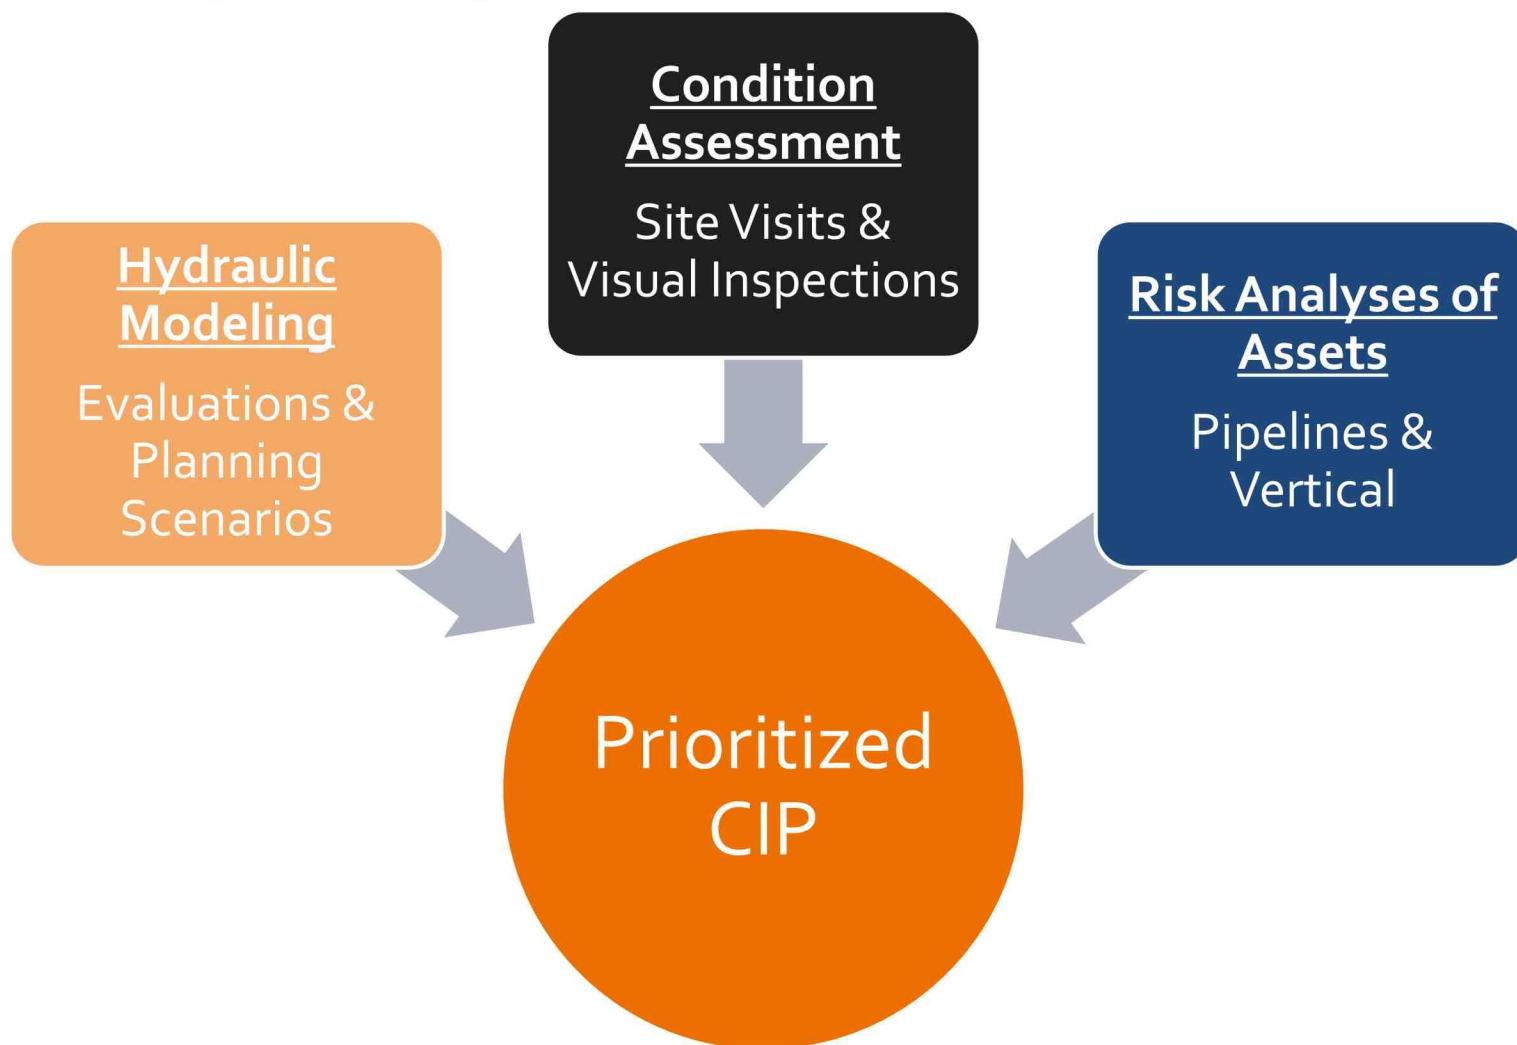 Condition
Assessment
Site Visits &
Visual Inspections
Hydraulic
Modeling
Evaluations &
Planning
Scenarios
Risk Analyses of
Assets
Pipelines &
Vertical
Prioritized
CIP